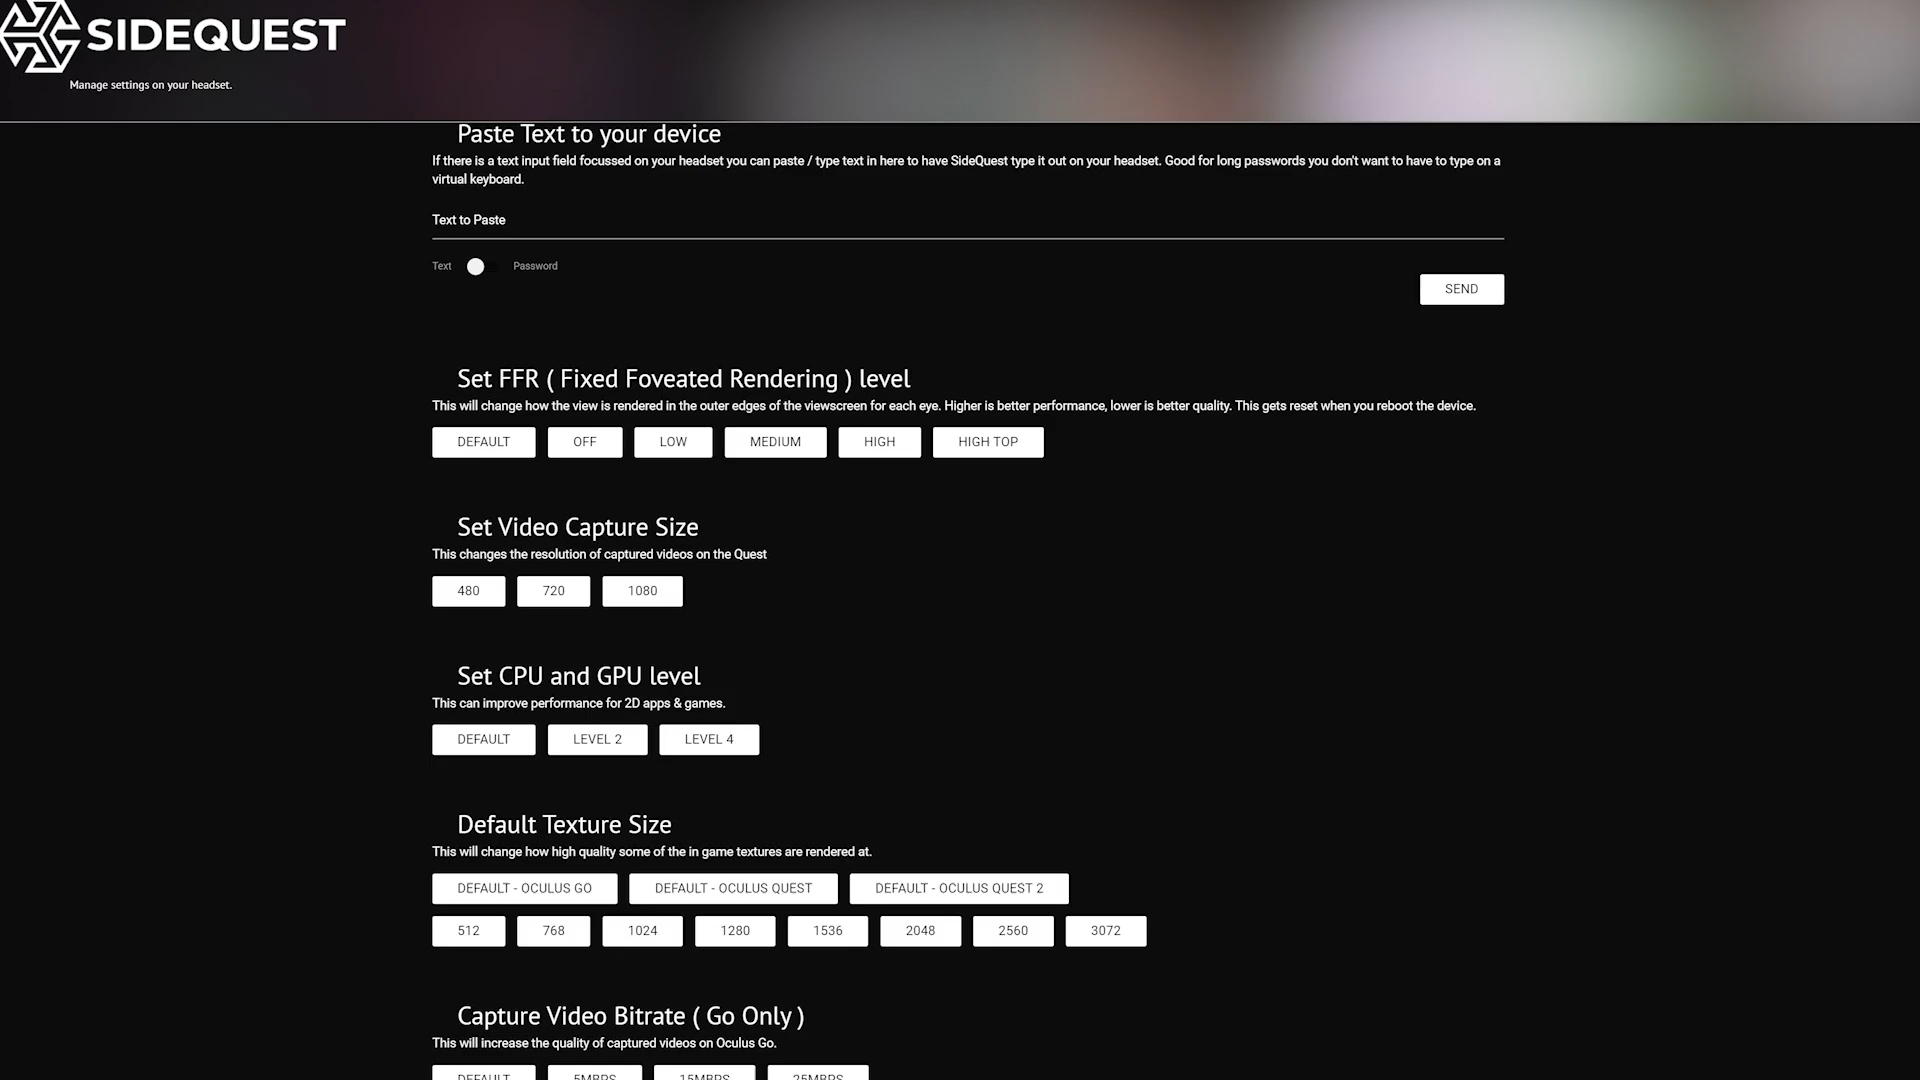 SIDEQUEST
Manage settings on your headset.
Paste Text to your device
If there is a text input field focussed on your headset you can paste / type text in here to have SideQuest type it out on your headset. Good for long passwords you don't want to have to type on a
virtual keyboard.
Text to Paste
Text Password
SEND
Set FFR ( Fixed Foveated Rendering ) level
This will change how the view is rendered in the outer edges of the viewscreen for each eye. Higher is better performance, lower is better quality. This gets reset when you reboot the device.
DEFAULT OFF LOW MEDIUM HIGH HIGH TOP
Set Video Capture Size
This changes the resolution of captured videos on the Quest
480 720 1080
Set CPU and GPU level
This can improve performance for 2D apps & games.
DEFAULT LEVEL 2 LEVEL 4
Default Texture Size
This will change how high quality some of the in game textures are rendered at.
DEFAULT - OCULUS GO DEFAULT - OCULUS QUEST DEFAULT - OCULUS QUEST 2
512 768 1024 1280 1536 2048 2560 3072
Capture Video Bitrate ( Go Only )
This will increase the quality of captured videos on Oculus Go.
DEFAULT 5MBPS 15MBPS 25MBPS